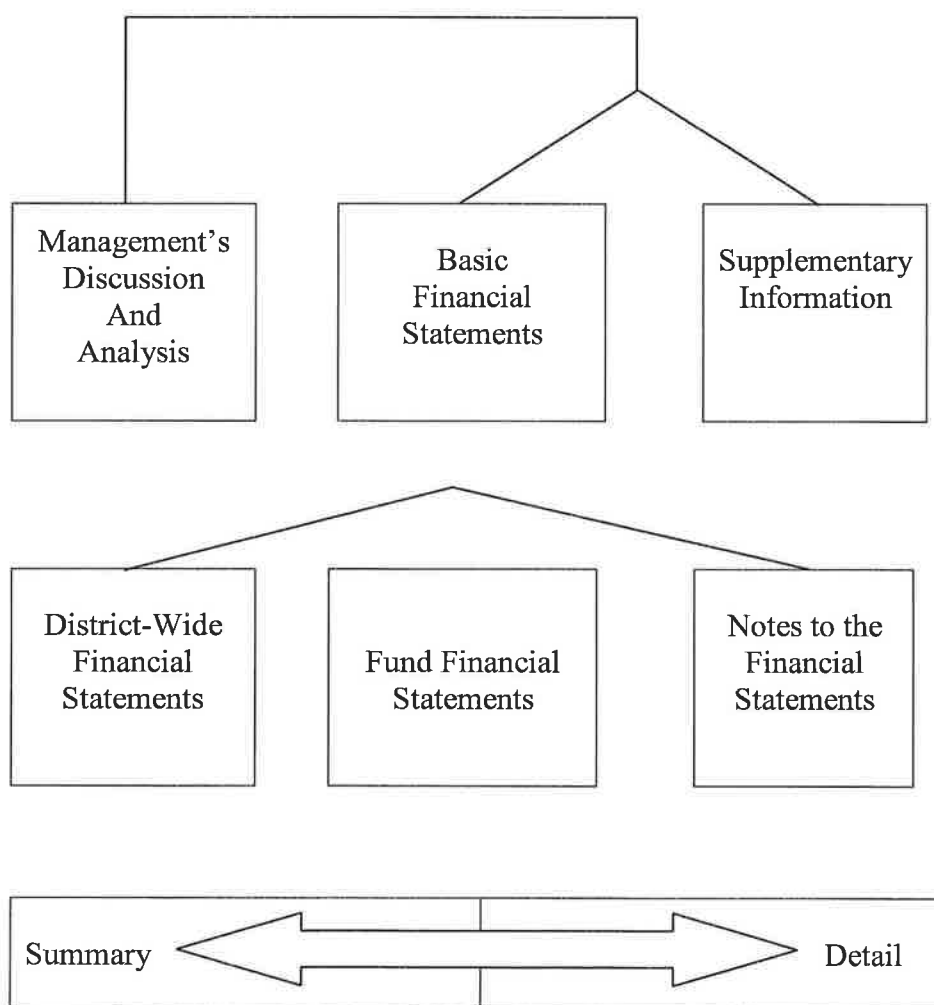 Management’s
Discussion
And
Analysis
Basic
Financial
Statements
Supplementary
Information
District-Wide
Financial
Statements
Fund Financial
Statements
Notes to the
Financial
Statements
Summary
Detail